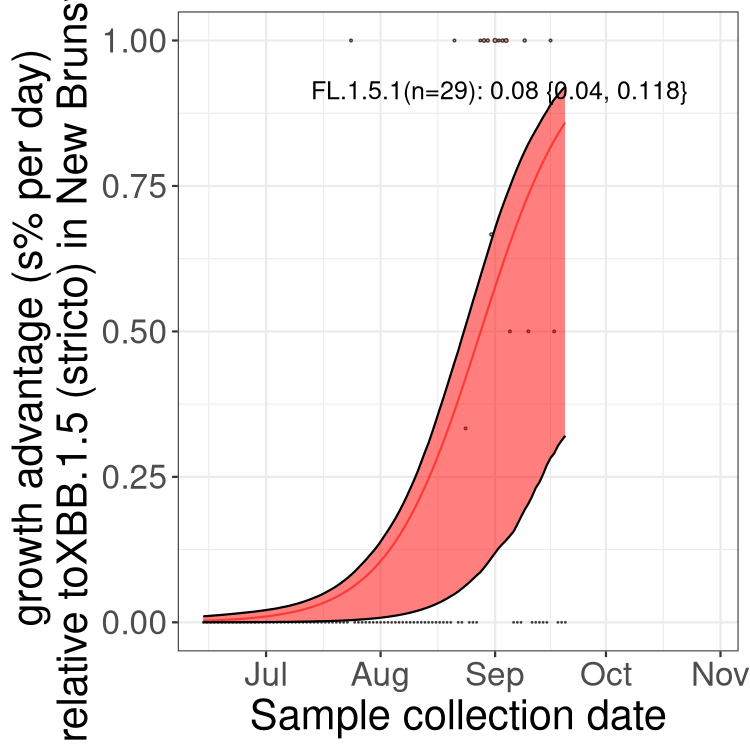 growth advantage (s% per day)
relative toXBB.1.5 (stricto) in New Bruns
1.00
0.75
0.50
0.25
0.00
FL.1.5.1(n=29): 0.08 {0.04, 0.118}
Jul Aug Sep Oct Nov
Sample collection date